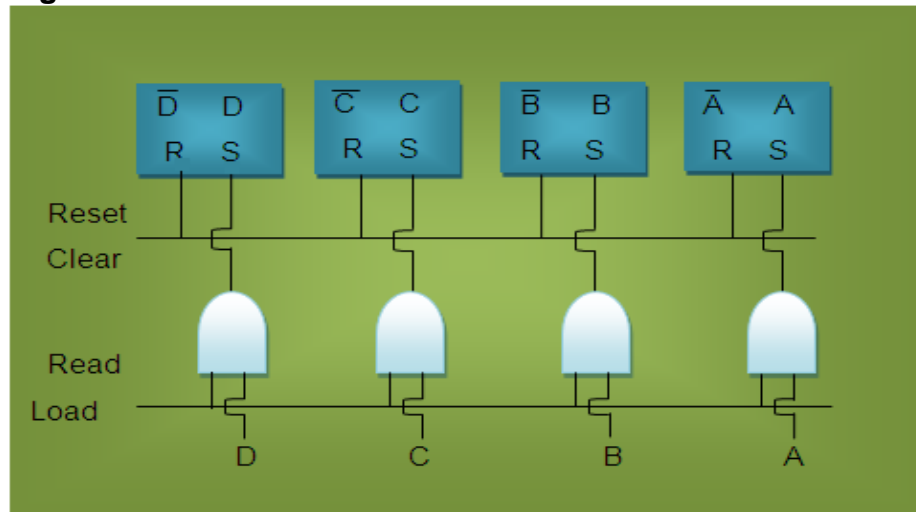 D̅ D C̅ C B̅ B A̅ A
R S R S R S R S
Reset
Clear
Read
Load
D C B A